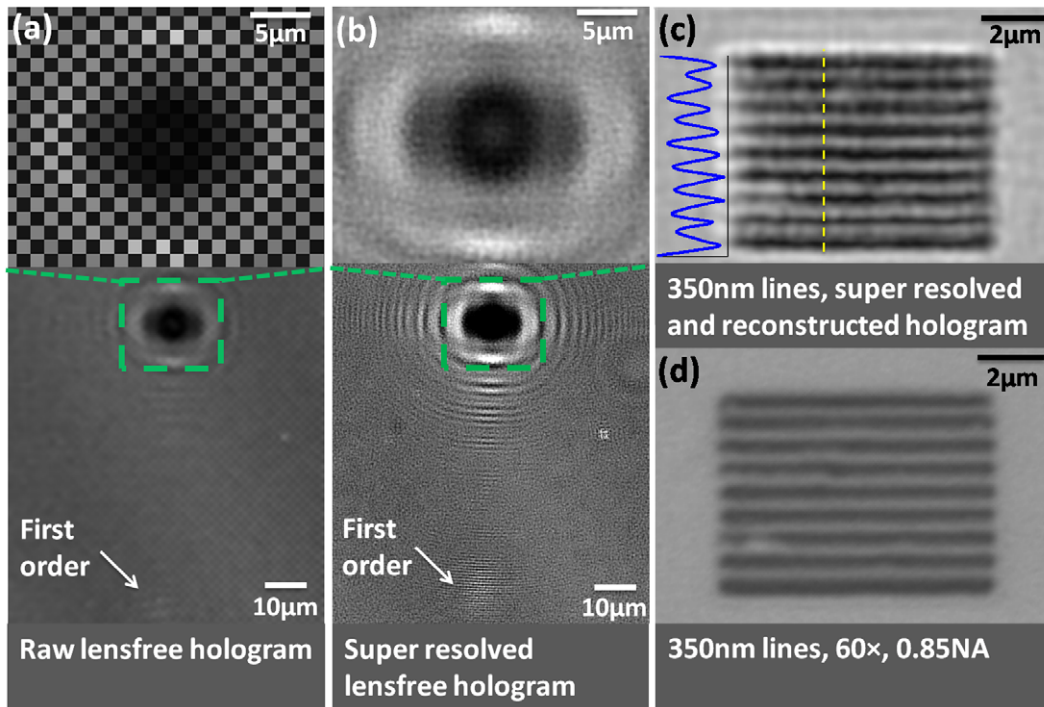 (a)
5μm
First
order
10μm
Raw lensfree hologram
(b)
5μm
First
order
10μm
Super resolved
lensfree hologram
(c)
2μm
350nm lines, super resolved
and reconstructed hologram
(d)
2μm
350nm lines, 60×, 0.85NA